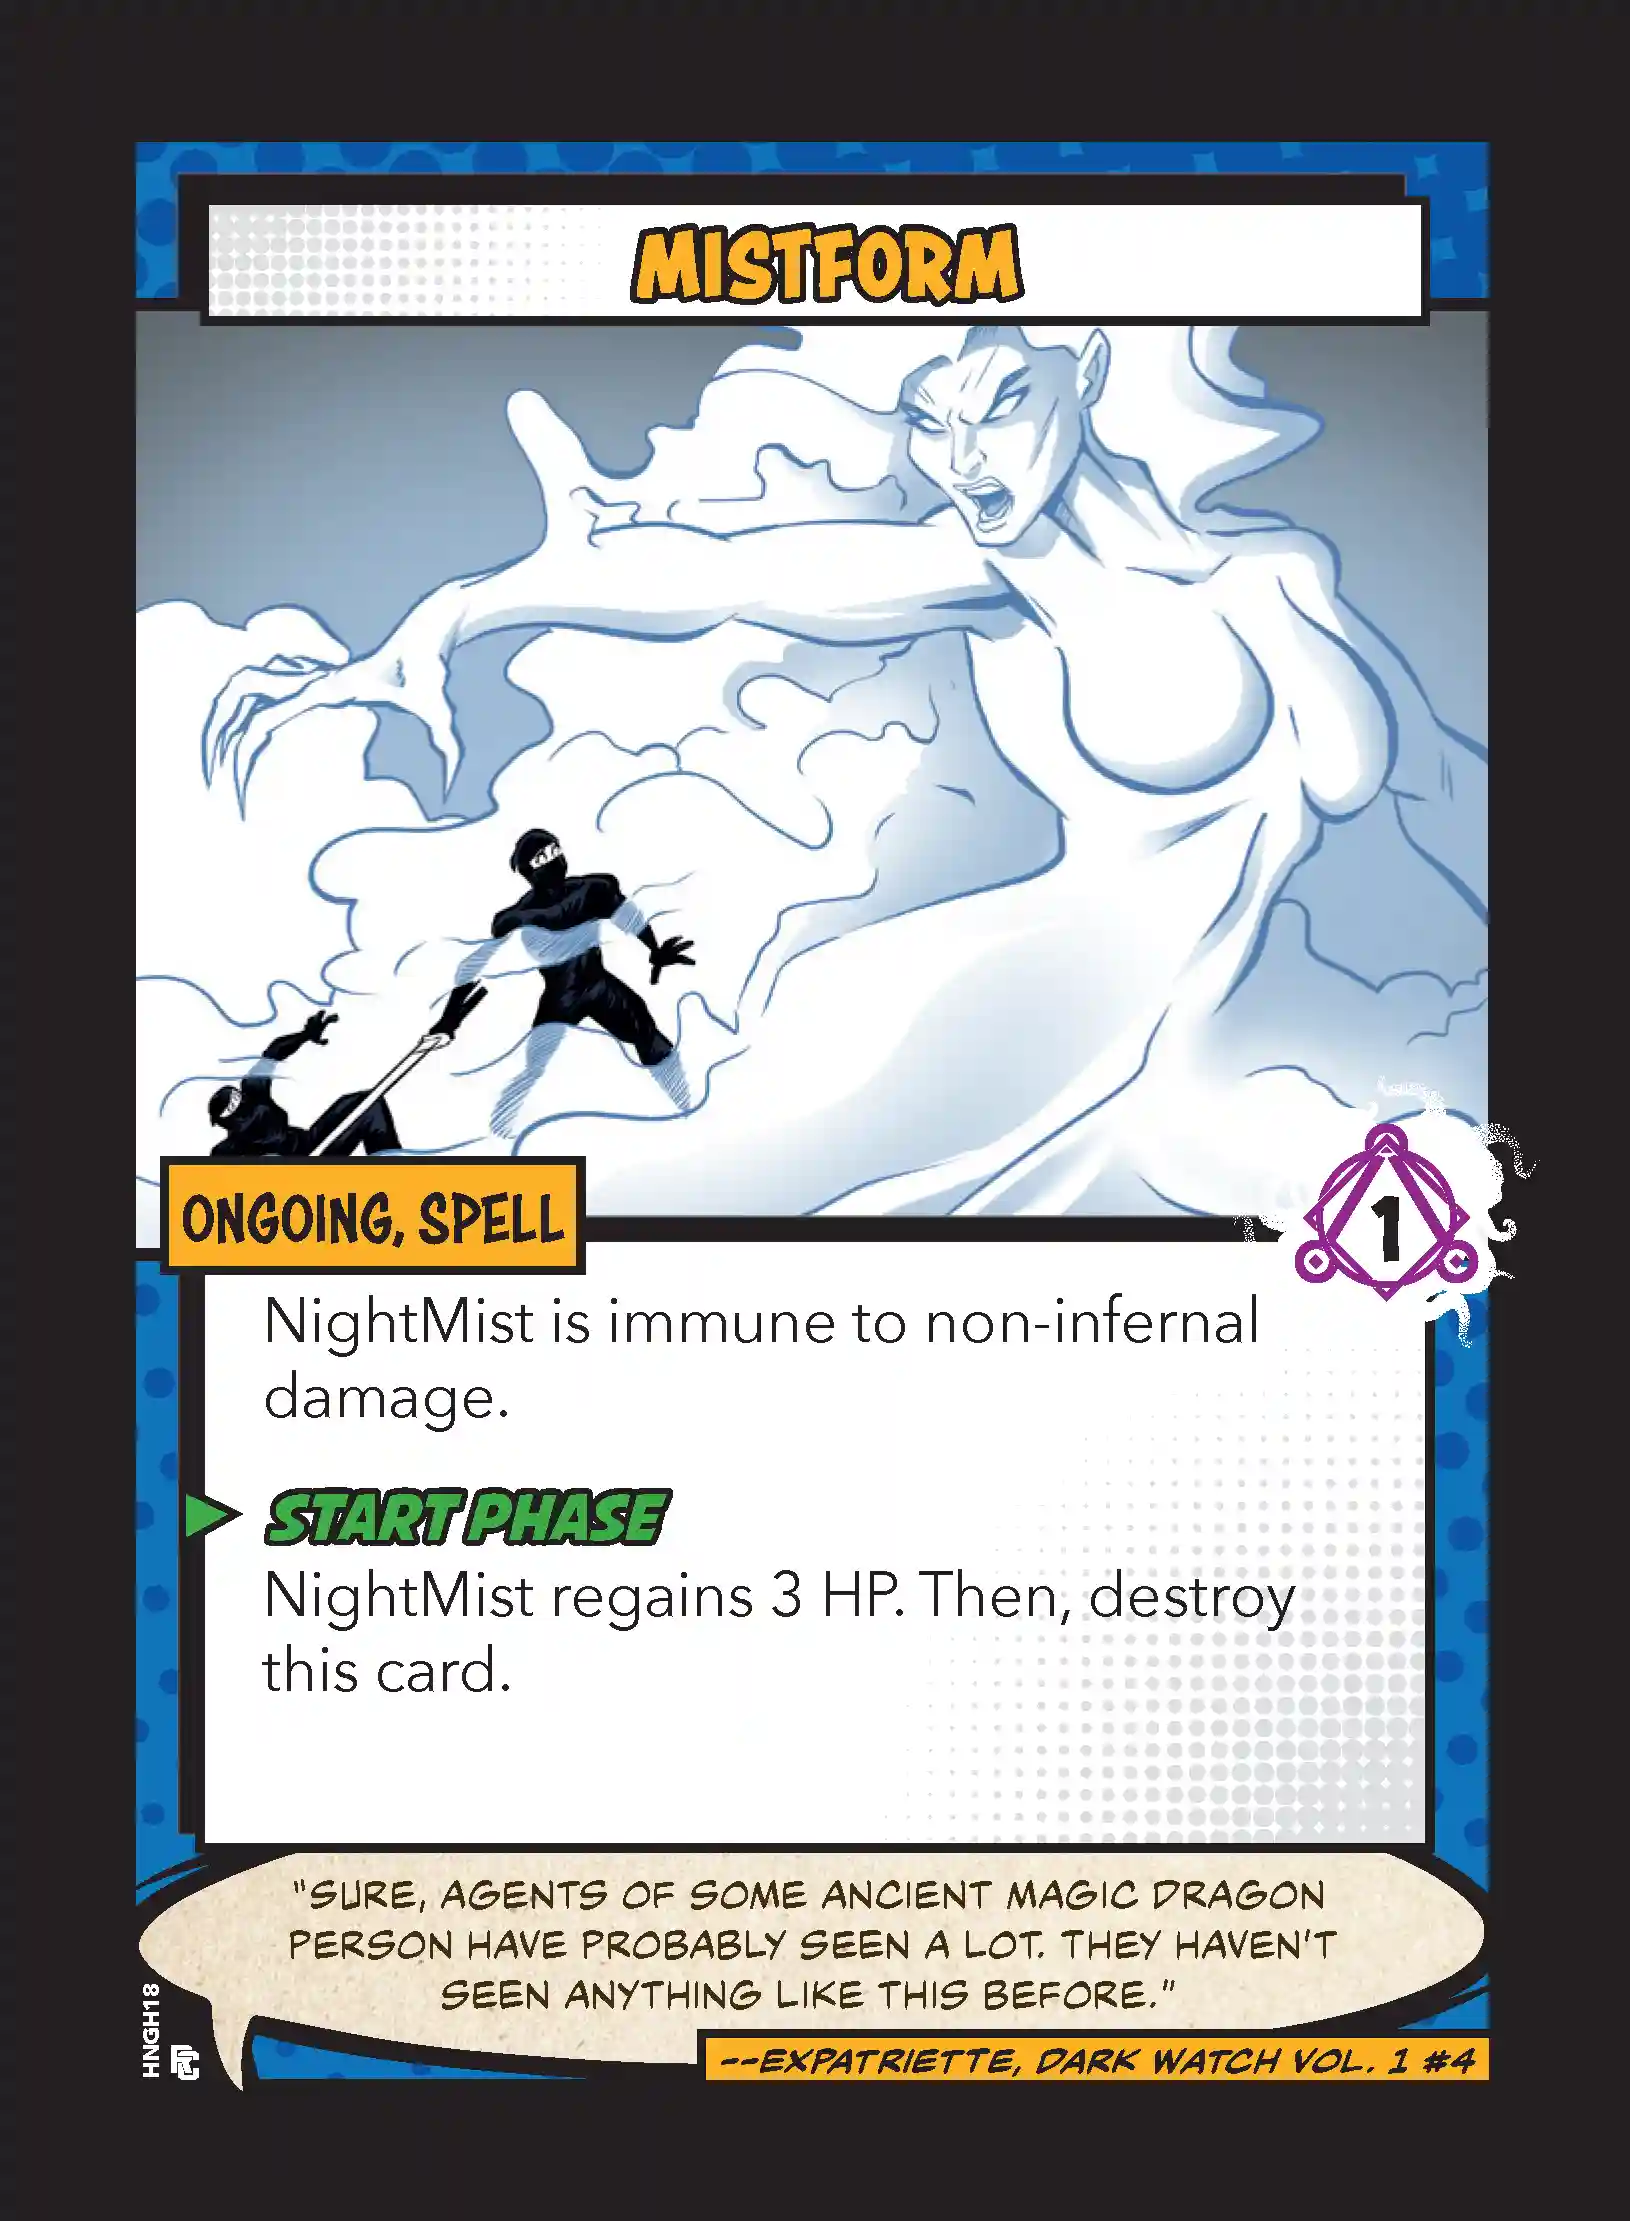 MISTFORM
ONGOING, SPELL
1
NightMist is immune to non-infernal
damage.
START PHASE
NightMist regains 3 HP. Then, destroy
this card.
"SURE, AGENTS OF SOME ANCIENT MAGIC DRAGON
PERSON HAVE PROBABLY SEEN A LOT. THEY HAVEN'T
SEEN ANYTHING LIKE THIS BEFORE."
--EXPATRIETTE, DARK WATCH VOL. 1 #4
HNGH18